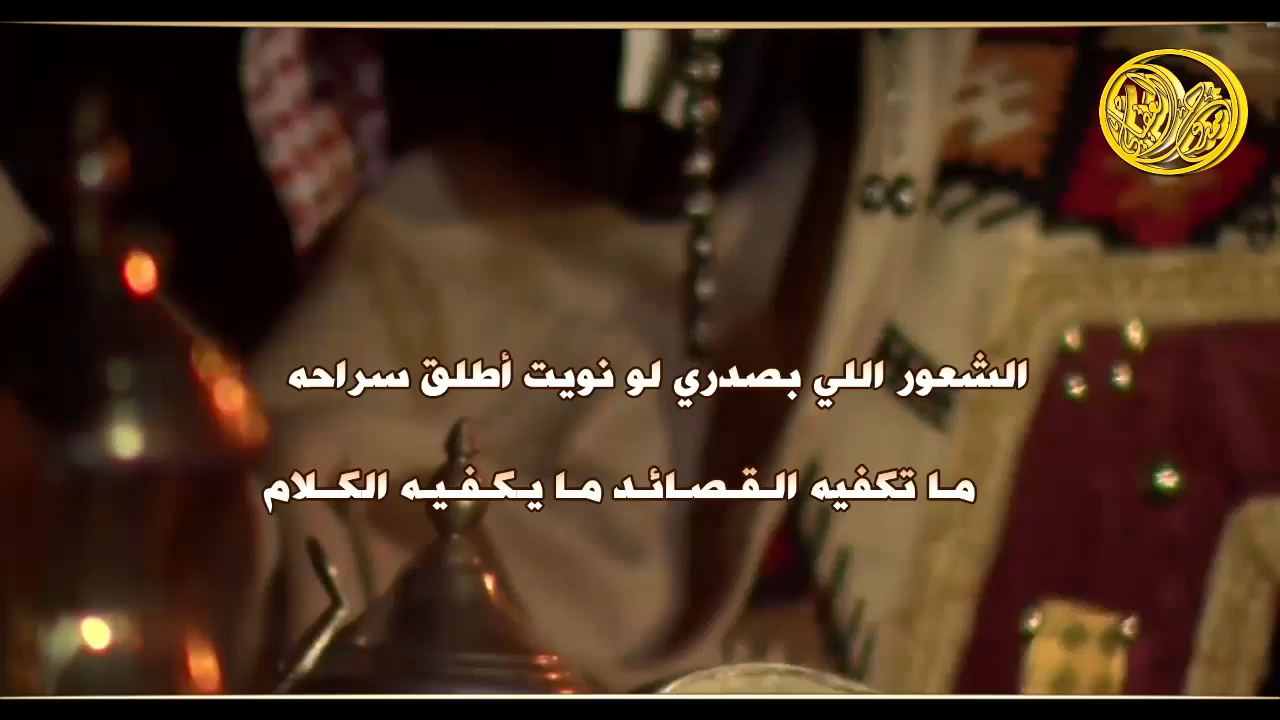 الشعور اللي بصدري لو نويت أطلق سراحه
ما تكفيه القصائد ما يكفيه الكلام